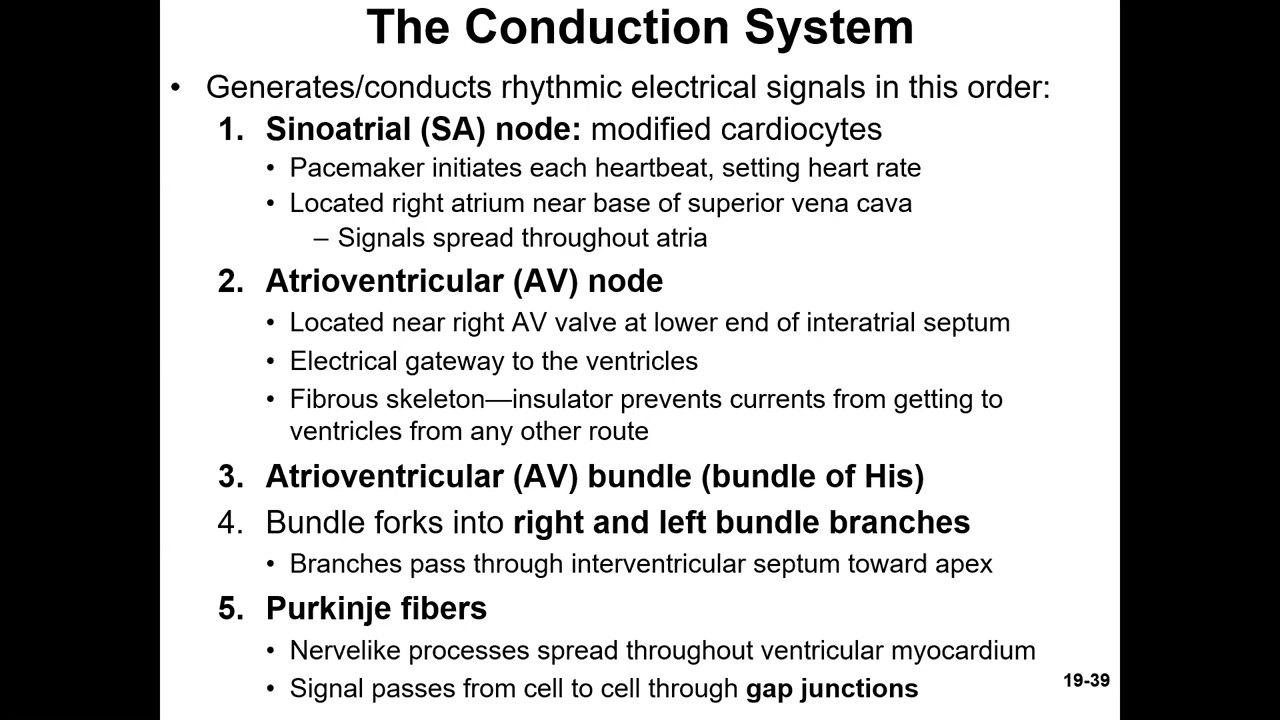 The Conduction System
• Generates/conducts rhythmic electrical signals in this order:
1. Sinoatrial (SA) node: modified cardiocytes
• Pacemaker initiates each heartbeat, setting heart rate
• Located right atrium near base of superior vena cava
– Signals spread throughout atria
2. Atrioventricular (AV) node
• Located near right AV valve at lower end of interatrial septum
• Electrical gateway to the ventricles
• Fibrous skeleton—insulator prevents currents from getting to
ventricles from any other route
3. Atrioventricular (AV) bundle (bundle of His)
4. Bundle forks into right and left bundle branches
• Branches pass through interventricular septum toward apex
5. Purkinje fibers
• Nervelike processes spread throughout ventricular myocardium
• Signal passes from cell to cell through gap junctions
19-39